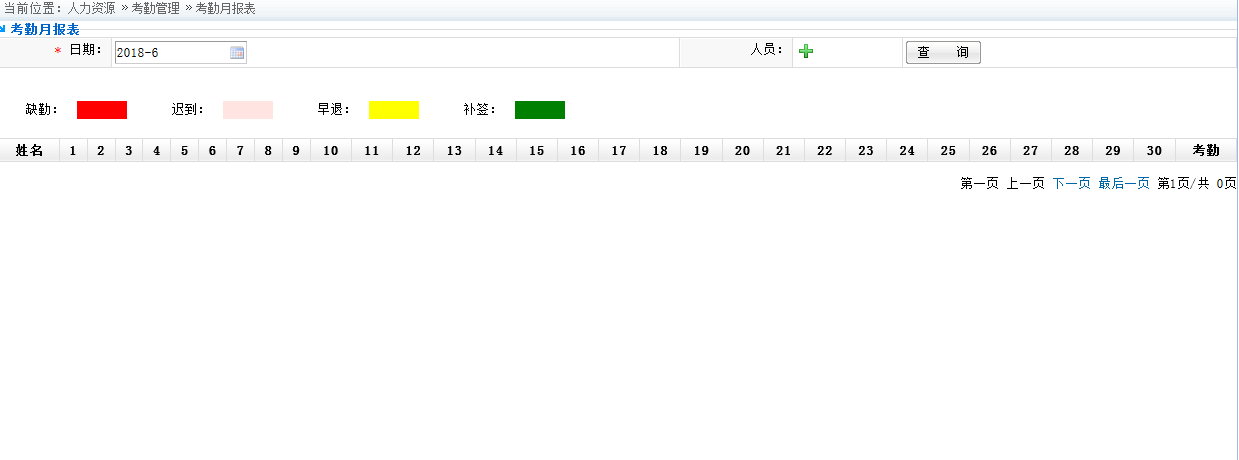 当前位置：人力资源 » 考勤管理 » 考勤月报表
考勤月报表
* 日期： 2018-6 人员： 查 询
缺勤： 迟到： 早退： 补签：
姓名 1 2 3 4 5 6 7 8 9 10 11 12 13 14 15 16 17 18 19 20 21 22 23 24 25 26 27 28 29 30 考勤
第一页 上一页 下一页 最后一页 第1页/共 0页